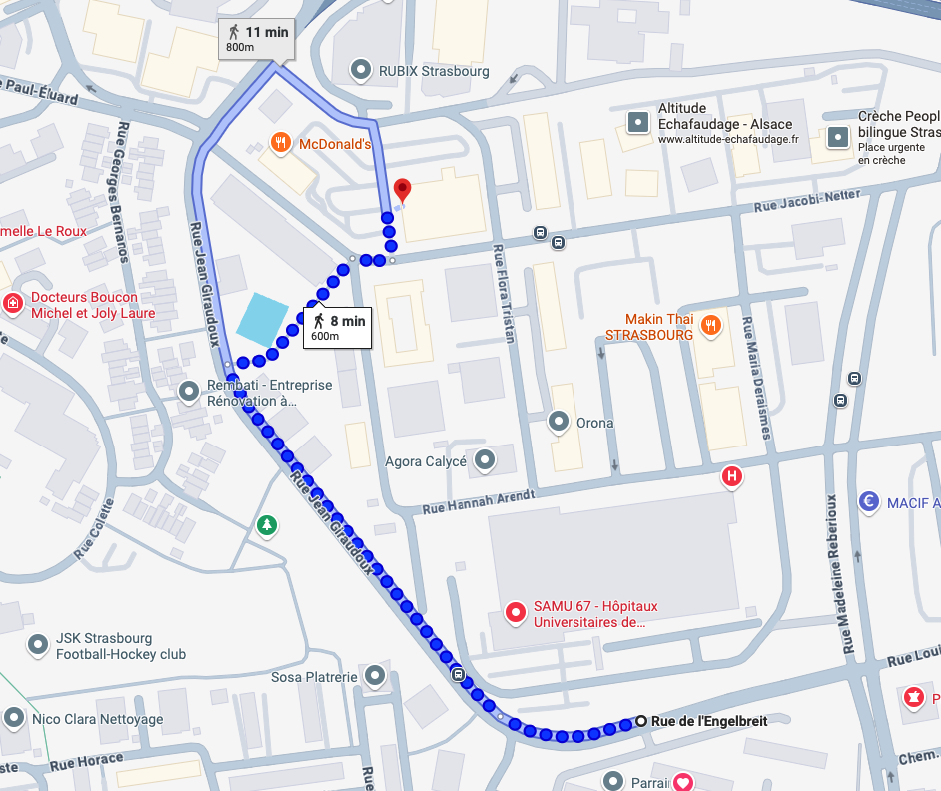 11 min
800m
RUBIX Strasbourg
Paul-Éluard
Altitude
Echafaudage - Alsace
www.altitude-echafaudage.fr
Crèche Peopl
bilingue Stras
Place urgente
en crèche
McDonald's
Rue Georges Bernanos
Rue Jacobi-Netter
melle Le Roux
Rue Jean Giraudoux
Rue Flora Tristan
Docteurs Boucon
Michel et Joly Laure
8 min
600m
Makin Thai
STRASBOURG
Rue Maria Deraismes
Rembati - Entreprise
Rénovation à...
Orona
Agora Calycé
H
Rue Hannah Arendt
MACIF A
Rue Colette
Rue Jean Giraudoux
Rue Madeleine Reberioux
SAMU 67 - Hôpitaux
Universitaires de...
JSK Strasbourg
Football-Hockey club
Rue Loui
Sosa Platrerie
P
Nico Clara Nettoyage
Rue de l'Engelbreit
Rue Horace
ste
Rue
Chem.
Parrai